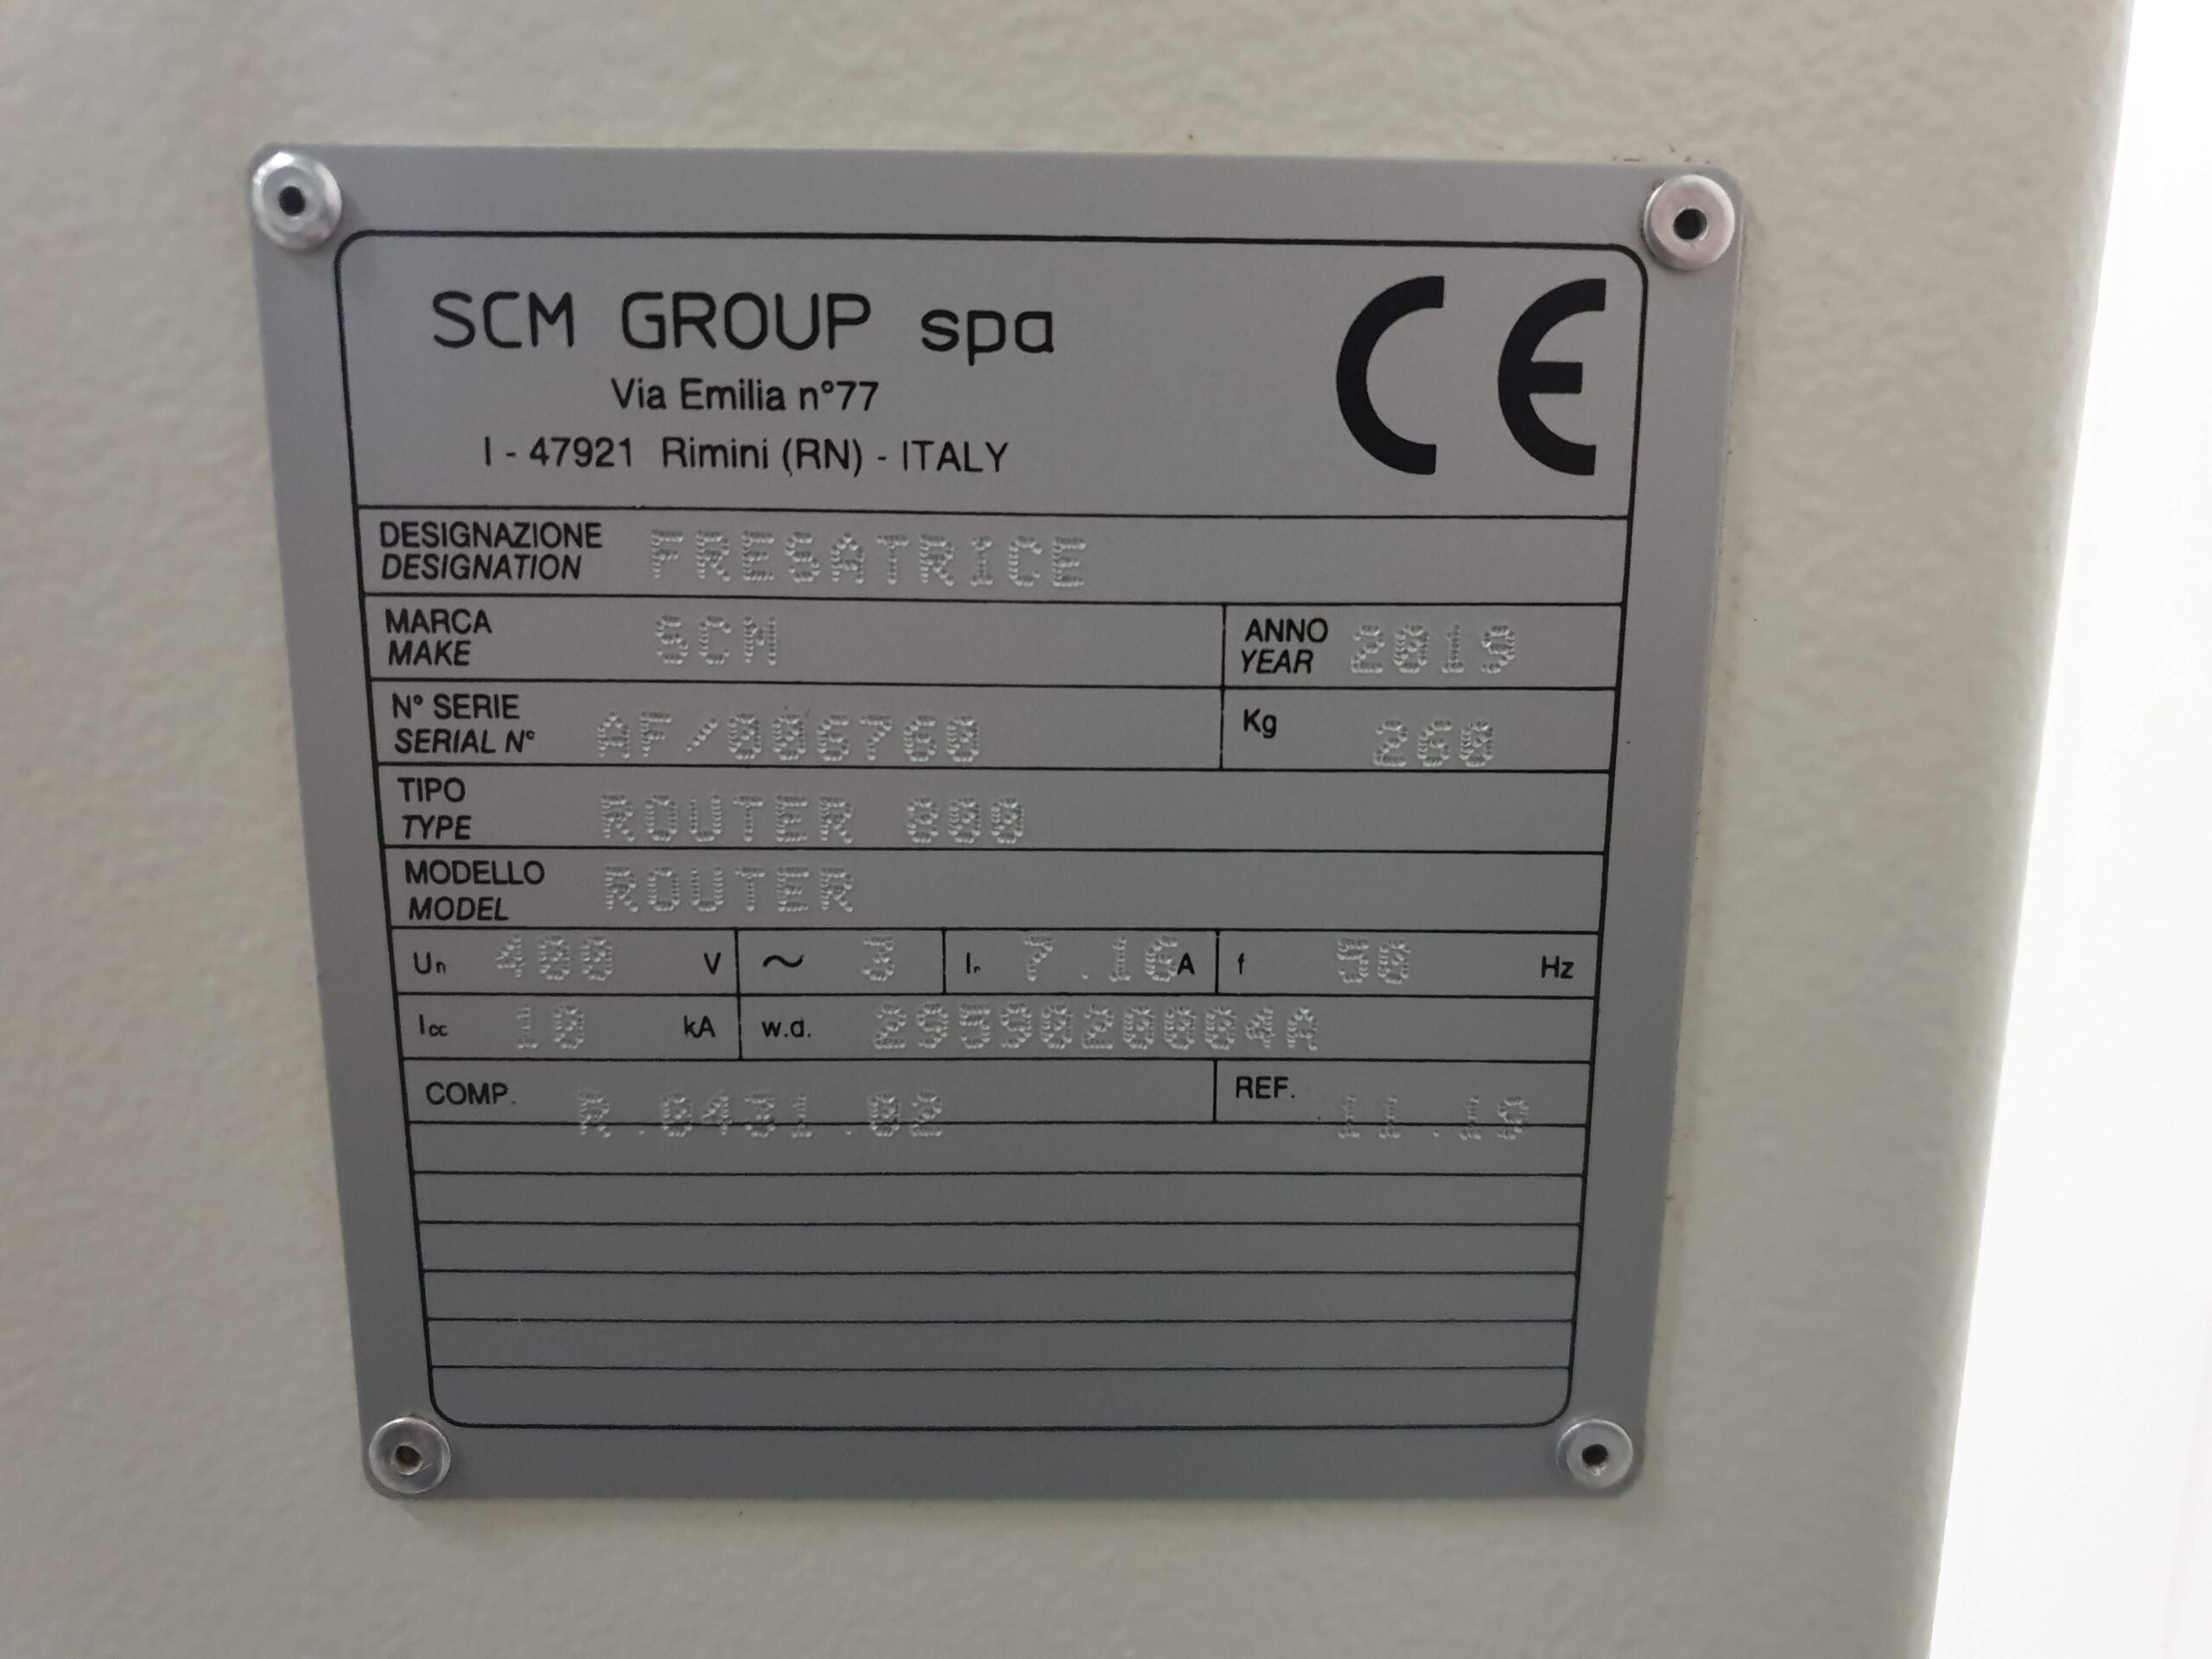 SCM GROUP spa
CE
Via Emilia n°77
I - 47921 Rimini (RN) - ITALY
DESIGNAZIONE
DESIGNATION FRESATRICE
MARCA
MAKE SCM
ANNO
YEAR 2019
N° SERIE
SERIAL N° AF/006760
Kg 260
TIPO
TYPE ROUTER 800
MODELLO
MODEL ROUTER
Un 400 V ~ 3 Ir 7.16 A f 50 Hz
Icc 10 kA w.d. 2959020004A
COMP. R.0431.02 REF. 11.19